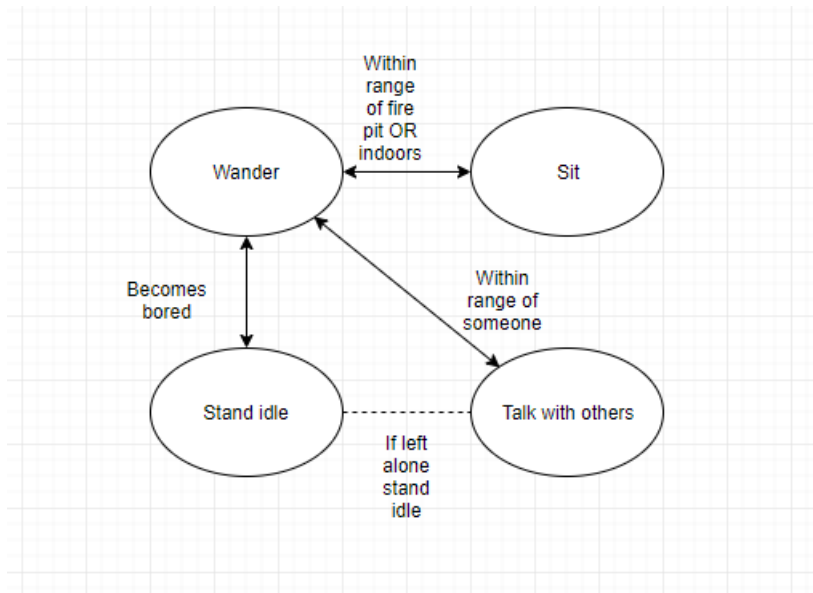 Within
range
of fire
pit OR
indoors
Wander
Sit
Becomes
bored
Within
range of
someone
Stand idle
Talk with others
If left
alone
stand
idle